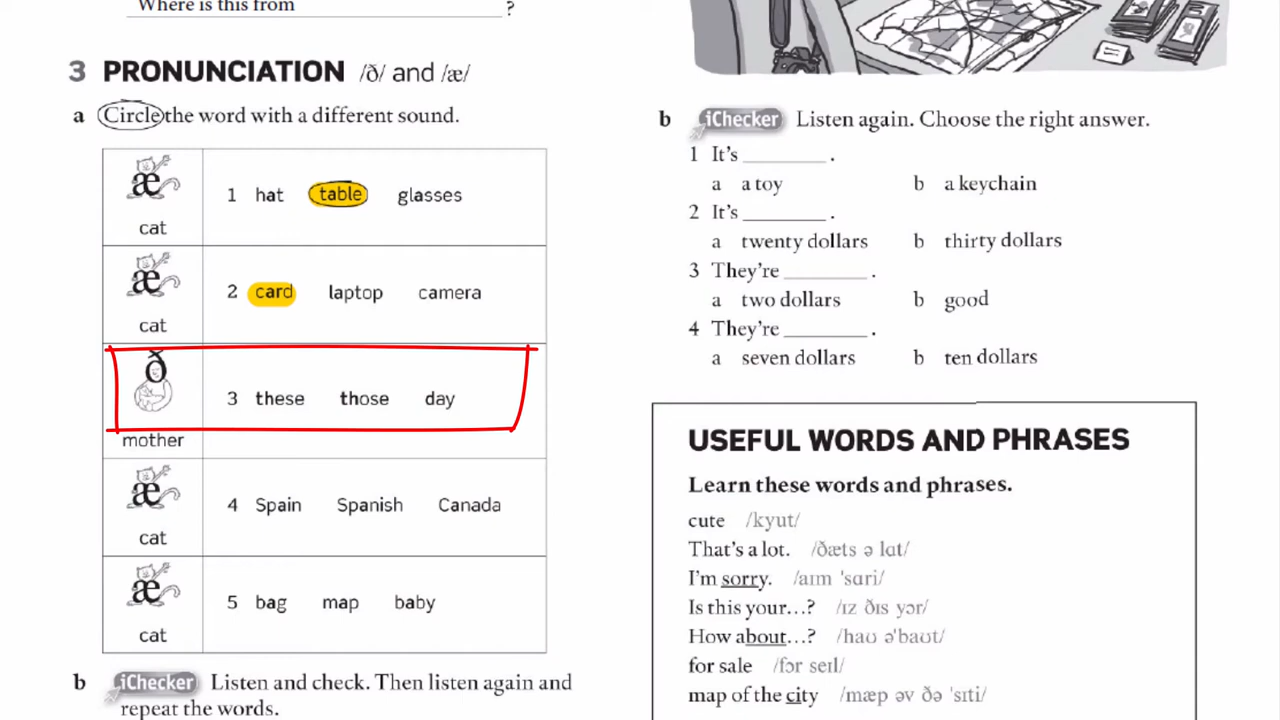 Where is this from ?
3 PRONUNCIATION /ð/ and /æ/
a Circle the word with a different sound.
æ
cat
1 hat table glasses
æ
cat
2 card laptop camera
ð
mother
3 these those day
æ
cat
4 Spain Spanish Canada
æ
cat
5 bag map baby
b iChecker Listen and check. Then listen again and
repeat the words.
b iChecker Listen again. Choose the right answer.
1 It's ________ .
a a toy b a keychain
2 It's ________ .
a twenty dollars b thirty dollars
3 They're ________ .
a two dollars b good
4 They're ________ .
a seven dollars b ten dollars
USEFUL WORDS AND PHRASES
Learn these words and phrases.
cute /kyut/
That's a lot. /ðæts ə lɑt/
I'm sorry. /aɪm ˈsɑri/
Is this your…? /ɪz ðɪs yɔr/
How about…? /haʊ əˈbaʊt/
for sale /fɔr seɪl/
map of the city /mæp əv ðə ˈsɪti/